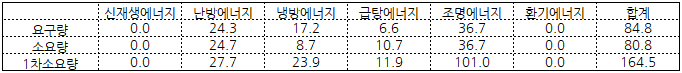 신재생에너지 난방에너지 냉방에너지 급탕에너지 조명에너지 환기에너지 합계
요구량 0.0 24.3 17.2 6.6 36.7 0.0 84.8
소요량 0.0 24.7 8.7 10.7 36.7 0.0 80.8
1차소요량 0.0 27.7 23.9 11.9 101.0 0.0 164.5